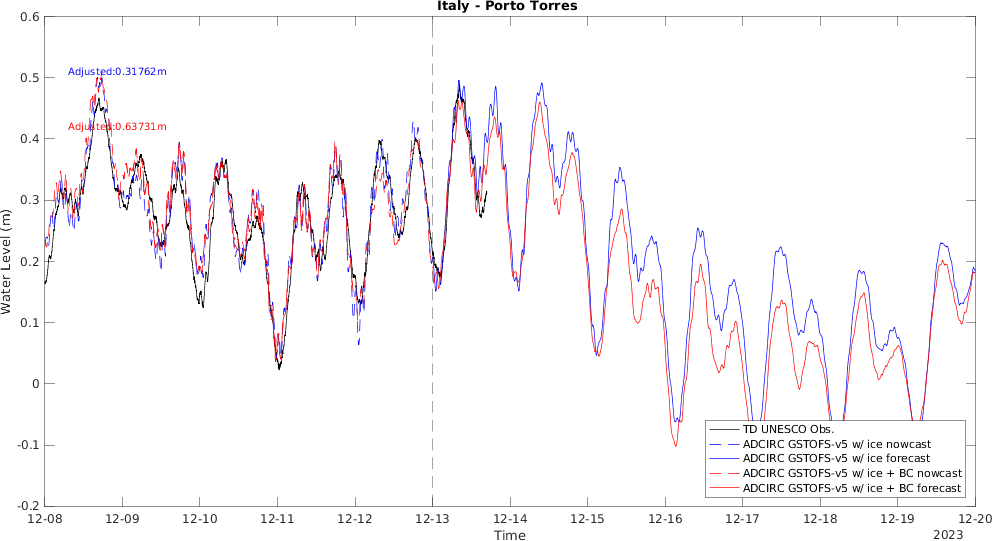 Italy - Porto Torres
0.6
0.5
0.4
0.3
0.2
0.1
0
-0.1
-0.2
Water Level (m)
Adjusted:0.31762m
Adjusted:0.63731m
TD UNESCO Obs.
ADCIRC GSTOFS-v5 w/ ice nowcast
ADCIRC GSTOFS-v5 w/ ice forecast
ADCIRC GSTOFS-v5 w/ ice + BC nowcast
ADCIRC GSTOFS-v5 w/ ice + BC forecast
12-08 12-09 12-10 12-11 12-12 12-13 12-14 12-15 12-16 12-17 12-18 12-19 12-20
Time
2023